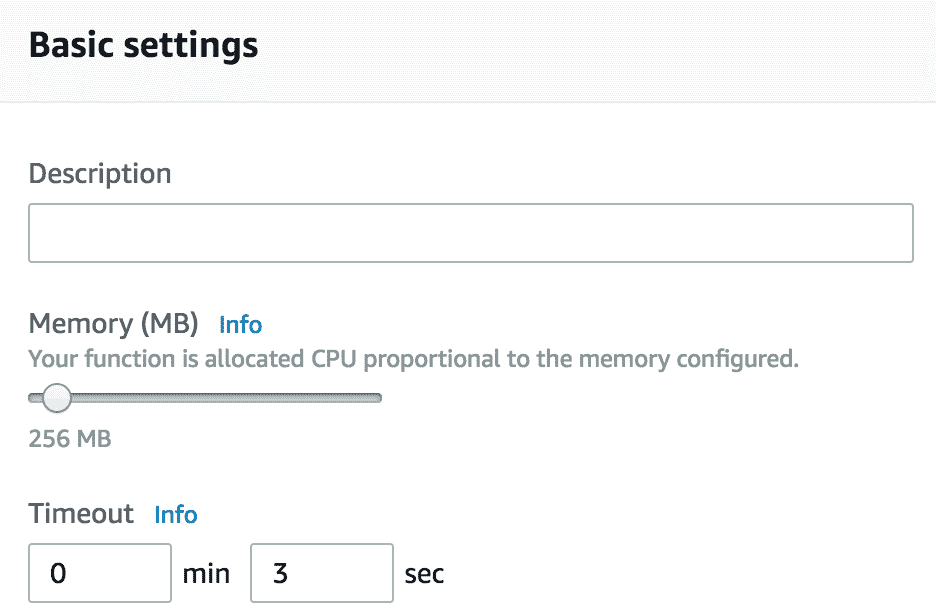 Basic settings
Description
Memory (MB) Info
Your function is allocated CPU proportional to the memory configured.
256 MB
Timeout Info
0 min 3 sec